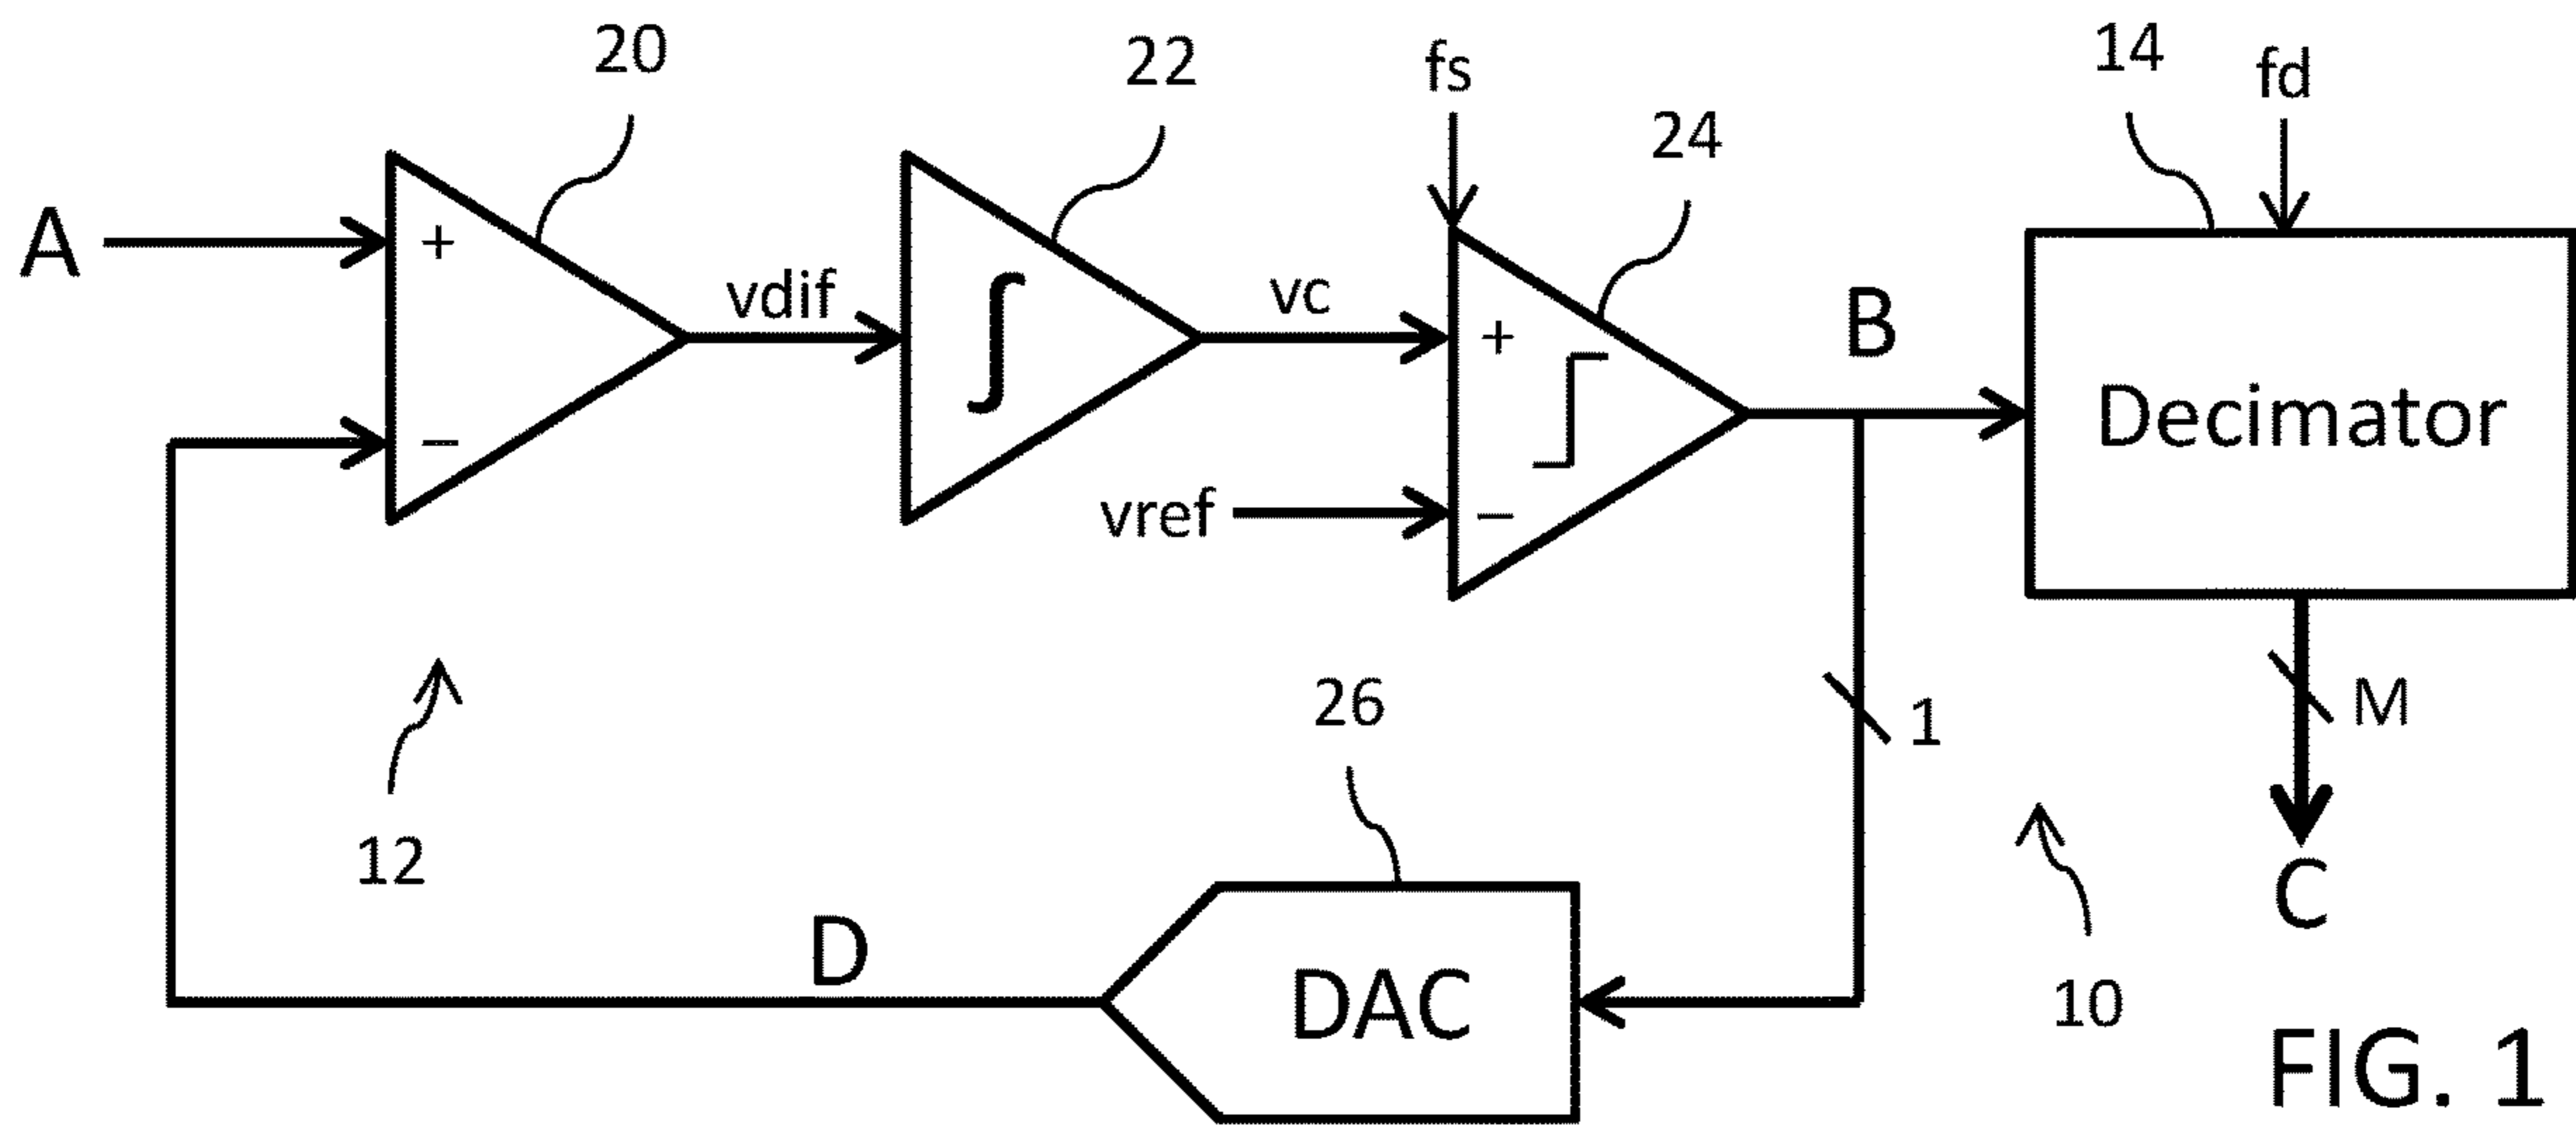 20
22
fs
24
14
fd
A
+
−
vdif
∫
vc
+
vref
−
B
Decimator
12
26
1
M
D
DAC
10
C
FIG. 1